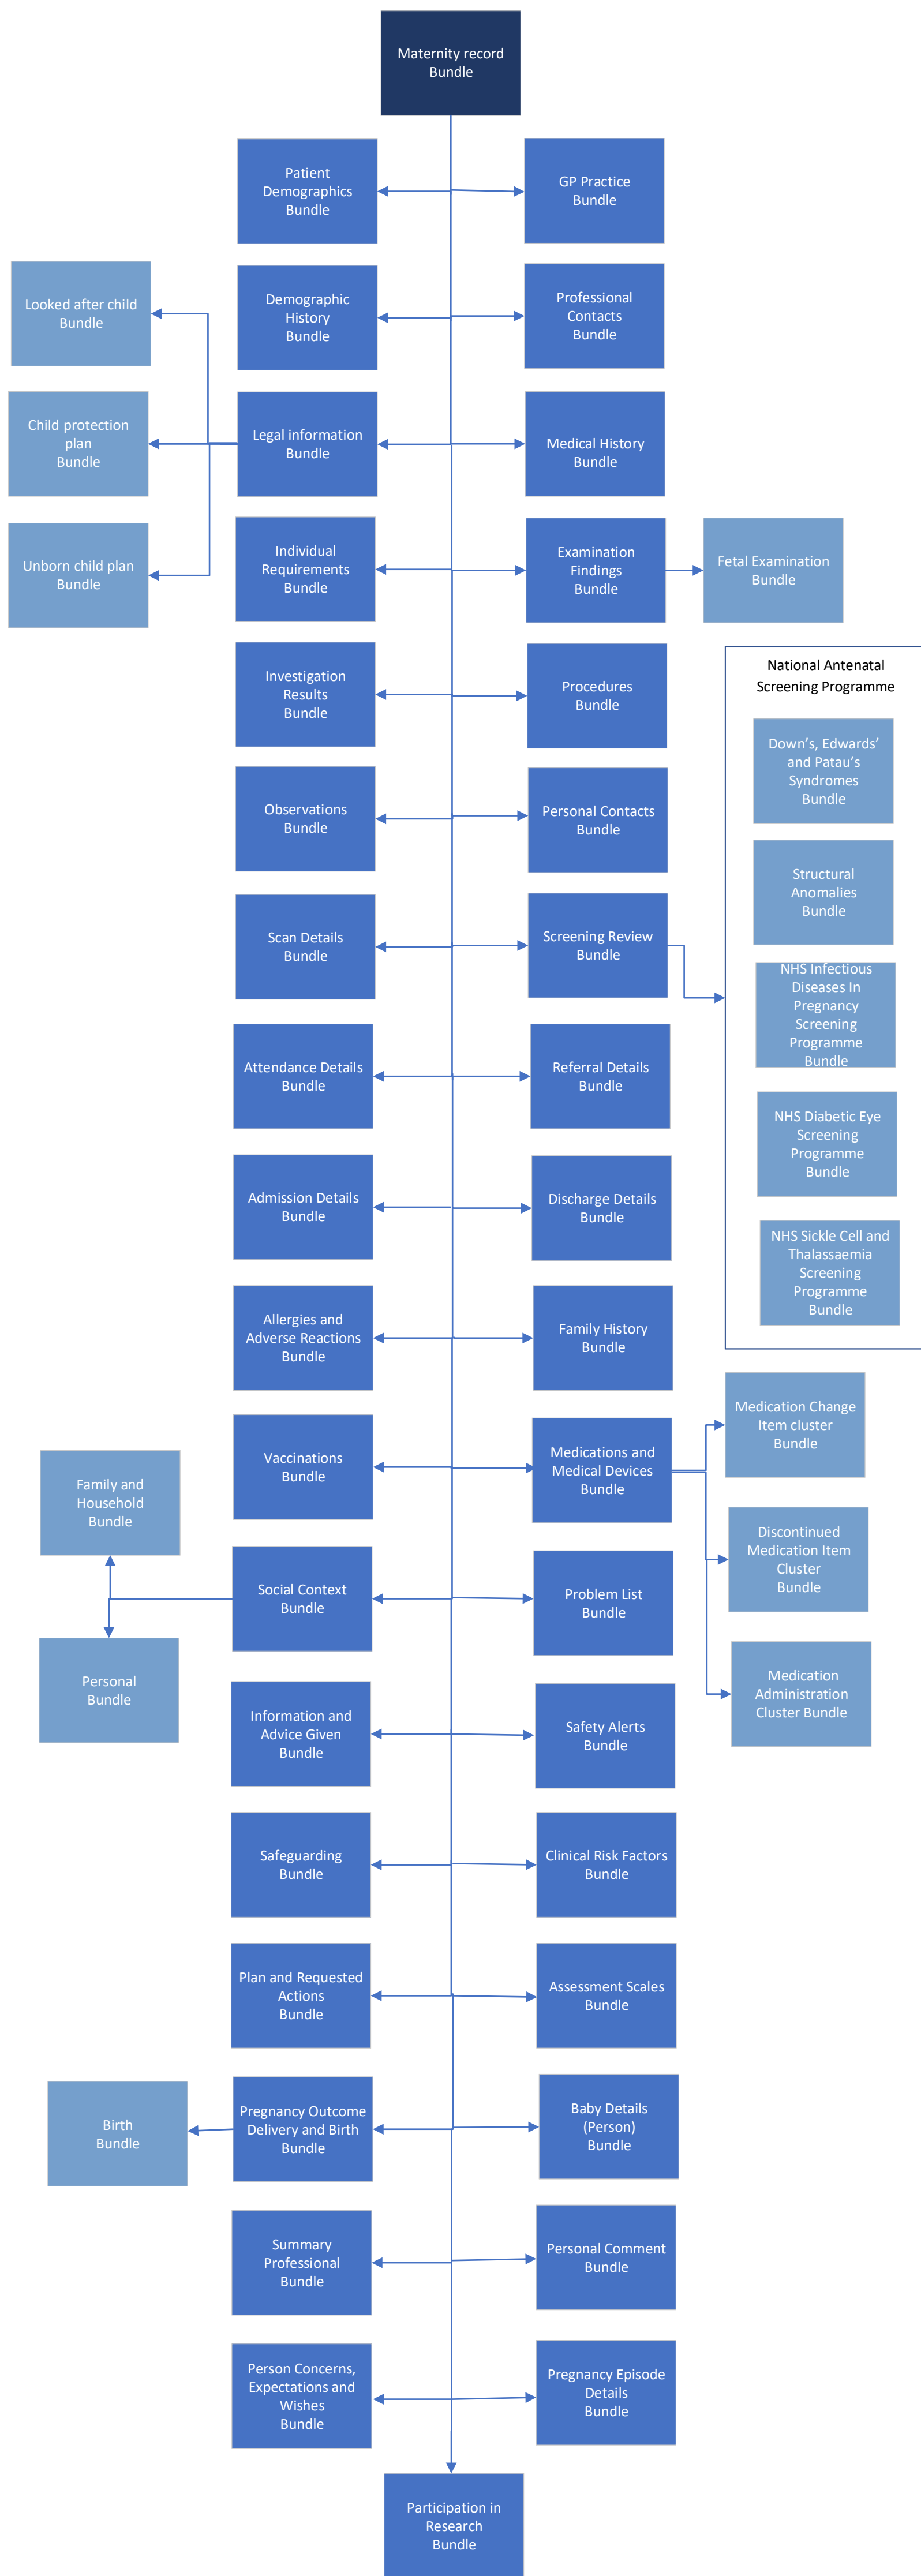 Maternity record
Bundle
Patient
Demographics
Bundle
GP Practice
Bundle
Looked after child
Bundle
Demographic
History
Bundle
Professional
Contacts
Bundle
Child protection
plan
Bundle
Legal information
Bundle
Medical History
Bundle
Unborn child plan
Bundle
Individual
Requirements
Bundle
Examination
Findings
Bundle
Fetal Examination
Bundle
Investigation
Results
Bundle
Procedures
Bundle
National Antenatal
Screening Programme
Down's, Edwards'
and Patau's
Syndromes
Bundle
Observations
Bundle
Personal Contacts
Bundle
Structural
Anomalies
Bundle
Scan Details
Bundle
Screening Review
Bundle
NHS Infectious
Diseases In
Pregnancy
Screening
Programme
Bundle
Attendance Details
Bundle
Referral Details
Bundle
NHS Diabetic Eye
Screening
Programme
Bundle
Admission Details
Bundle
Discharge Details
Bundle
NHS Sickle Cell and
Thalassaemia
Screening
Programme
Bundle
Allergies and
Adverse Reactions
Bundle
Family History
Bundle
Medication Change
Item cluster
Bundle
Family and
Household
Bundle
Vaccinations
Bundle
Medications and
Medical Devices
Bundle
Discontinued
Medication Item
Cluster
Bundle
Social Context
Bundle
Problem List
Bundle
Personal
Bundle
Medication
Administration
Cluster Bundle
Information and
Advice Given
Bundle
Safety Alerts
Bundle
Safeguarding
Bundle
Clinical Risk Factors
Bundle
Plan and Requested
Actions
Bundle
Assessment Scales
Bundle
Birth
Bundle
Pregnancy Outcome
Delivery and Birth
Bundle
Baby Details
(Person)
Bundle
Summary
Professional
Bundle
Personal Comment
Bundle
Person Concerns,
Expectations and
Wishes
Bundle
Pregnancy Episode
Details
Bundle
Participation in
Research
Bundle